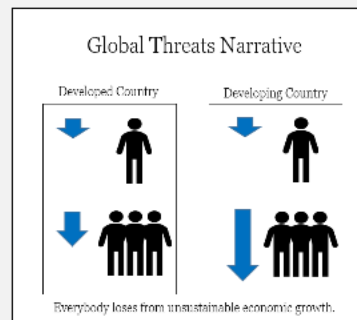 Global Threats Narrative
Developed Country
Developing Country
Everybody loses from unsustainable economic growth.